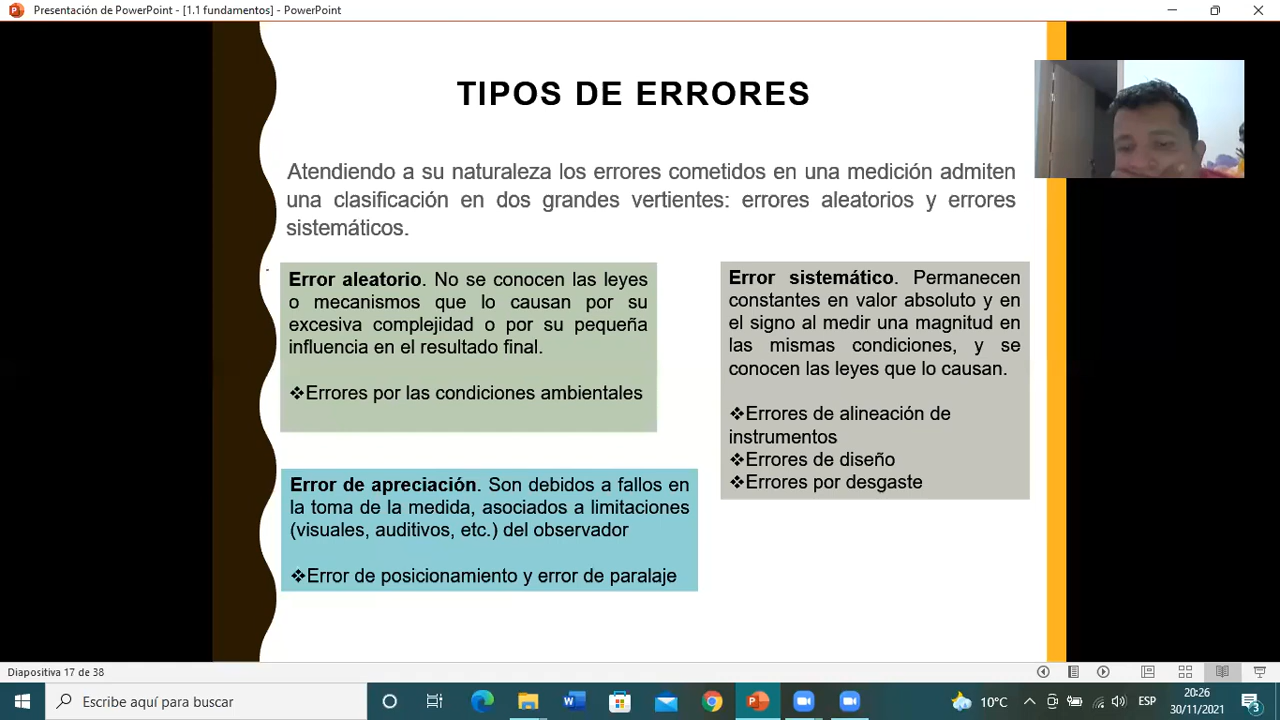 Presentación de PowerPoint - [1.1 fundamentos] - PowerPoint
TIPOS DE ERRORES
Atendiendo a su naturaleza los errores cometidos en una medición admiten
una clasificación en dos grandes vertientes: errores aleatorios y errores
sistemáticos.
Error aleatorio. No se conocen las leyes
o mecanismos que lo causan por su
excesiva complejidad o por su pequeña
influencia en el resultado final.
❖Errores por las condiciones ambientales
Error sistemático. Permanecen
constantes en valor absoluto y en
el signo al medir una magnitud en
las mismas condiciones, y se
conocen las leyes que lo causan.
❖Errores de alineación de
instrumentos
❖Errores de diseño
❖Errores por desgaste
Error de apreciación. Son debidos a fallos en
la toma de la medida, asociados a limitaciones
(visuales, auditivos, etc.) del observador
❖Error de posicionamiento y error de paralaje
Diapositiva 17 de 38
Escribe aquí para buscar
10°C
ESP
20:26
30/11/2021
3